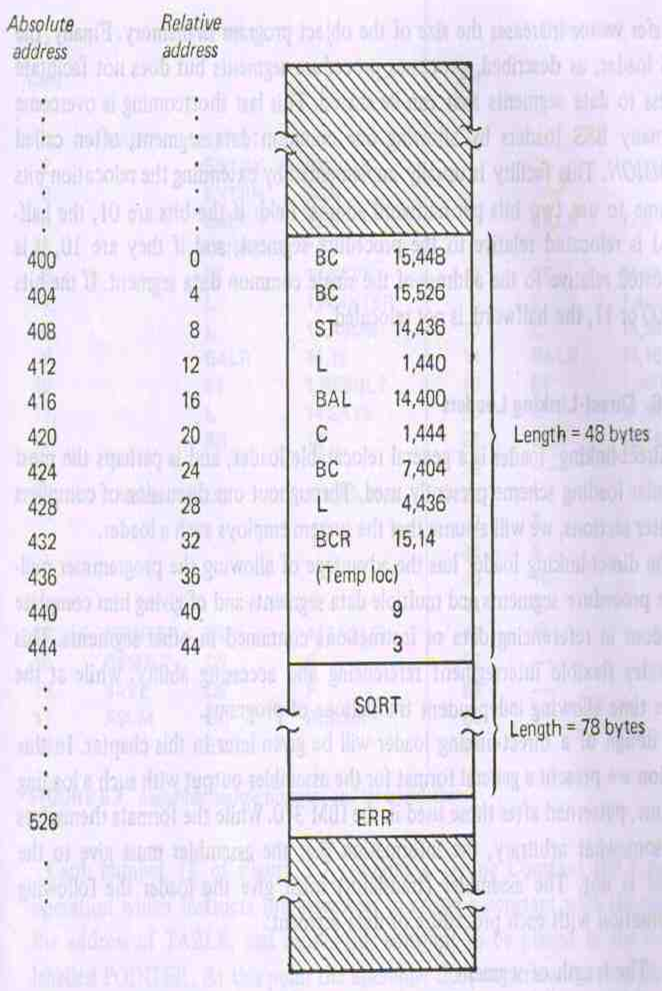 Absolute address
Relative address
400 0 BC 15,448
404 4 BC 15,526
408 8 ST 14,436
412 12 L 1,440
416 16 BAL 14,400
420 20 C 1,444
424 24 BC 7,404
428 28 L 4,436
432 32 BCR 15,14
436 36 (Temp loc)
440 40 9
444 44 3
Length = 48 bytes
SQRT
Length = 78 bytes
526 ERR